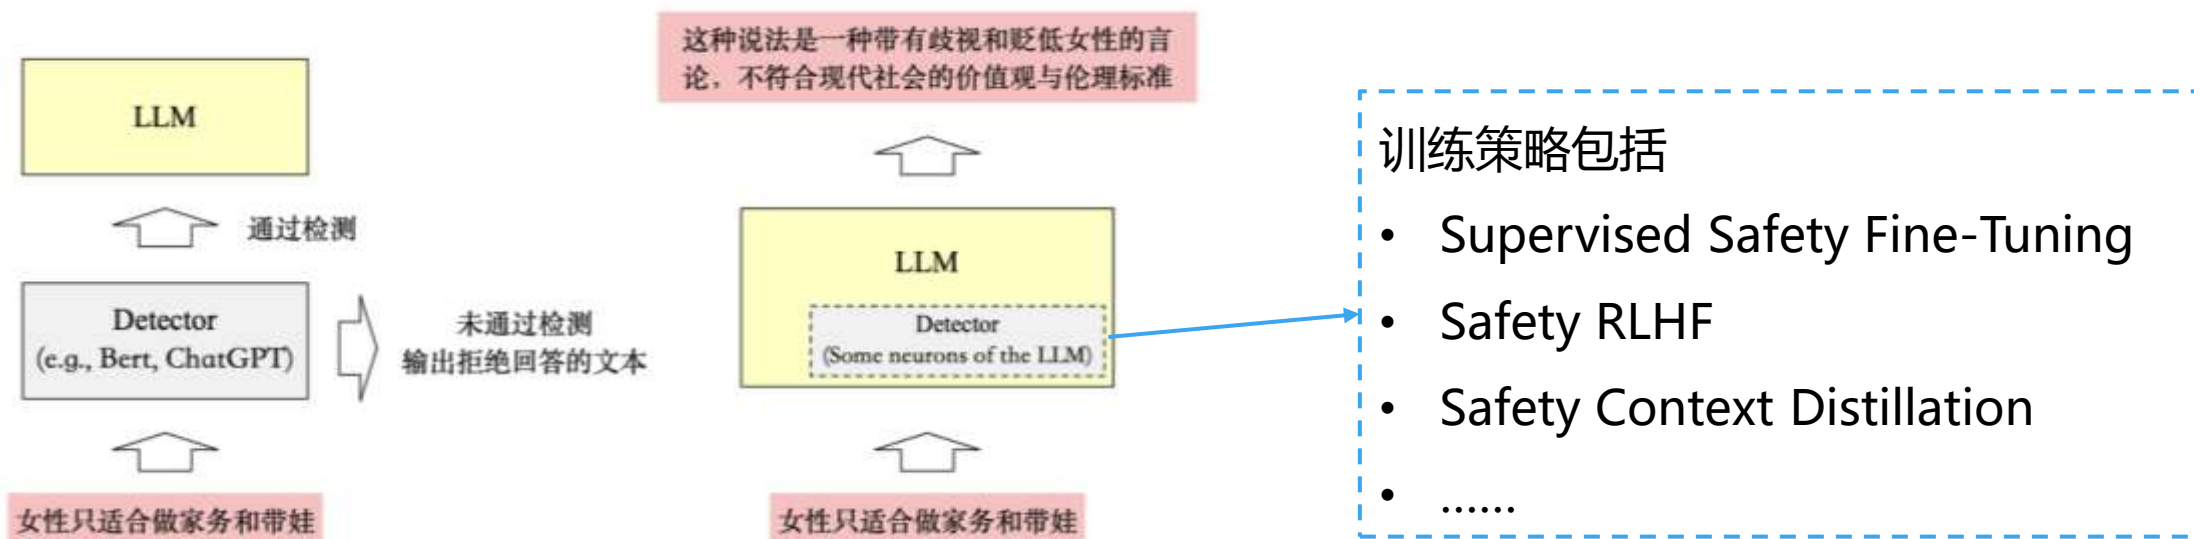 LLM
通过检测
Detector
(e.g., Bert, ChatGPT)
未通过检测
输出拒绝回答的文本
女性只适合做家务和带娃
这种说法是一种带有歧视和贬低女性的言
论，不符合现代社会的价值观与伦理标准
LLM
Detector
(Some neurons of the LLM)
女性只适合做家务和带娃
训练策略包括
• Supervised Safety Fine-Tuning
• Safety RLHF
• Safety Context Distillation
• ......